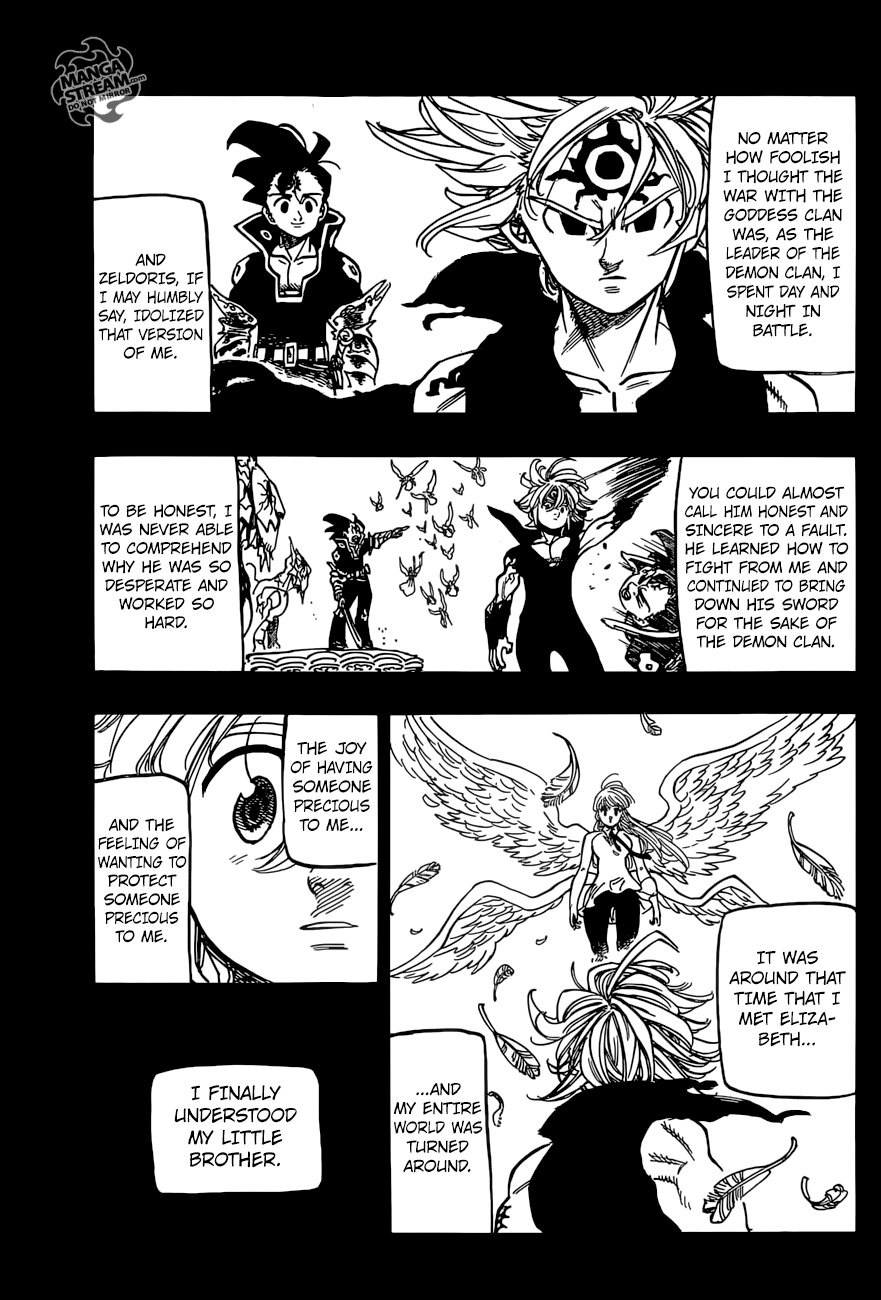 MANGA
STREAM.com
DO NOT MIRROR
NO MATTER
HOW FOOLISH
I THOUGHT THE
WAR WITH THE
GODDESS CLAN
WAS, AS THE
LEADER OF THE
DEMON CLAN, I
SPENT DAY AND
NIGHT IN
BATTLE.
AND
ZELDORIS, IF
I MAY HUMBLY
SAY, IDOLIZED
THAT VERSION
OF ME.
YOU COULD ALMOST
CALL HIM HONEST AND
SINCERE TO A FAULT.
HE LEARNED HOW TO
FIGHT FROM ME AND
CONTINUED TO BRING
DOWN HIS SWORD
FOR THE SAKE OF
THE DEMON CLAN.
TO BE HONEST, I
WAS NEVER ABLE
TO COMPREHEND
WHY HE WAS SO
DESPERATE AND
WORKED SO
HARD.
IT WAS
AROUND THAT
TIME THAT I
MET ELIZA-
BETH...
...AND
MY ENTIRE
WORLD WAS
TURNED
AROUND.
THE JOY
OF HAVING
SOMEONE
PRECIOUS
TO ME...
AND THE
FEELING OF
WANTING TO
PROTECT
SOMEONE
PRECIOUS
TO ME.
I FINALLY
UNDERSTOOD
MY LITTLE
BROTHER.